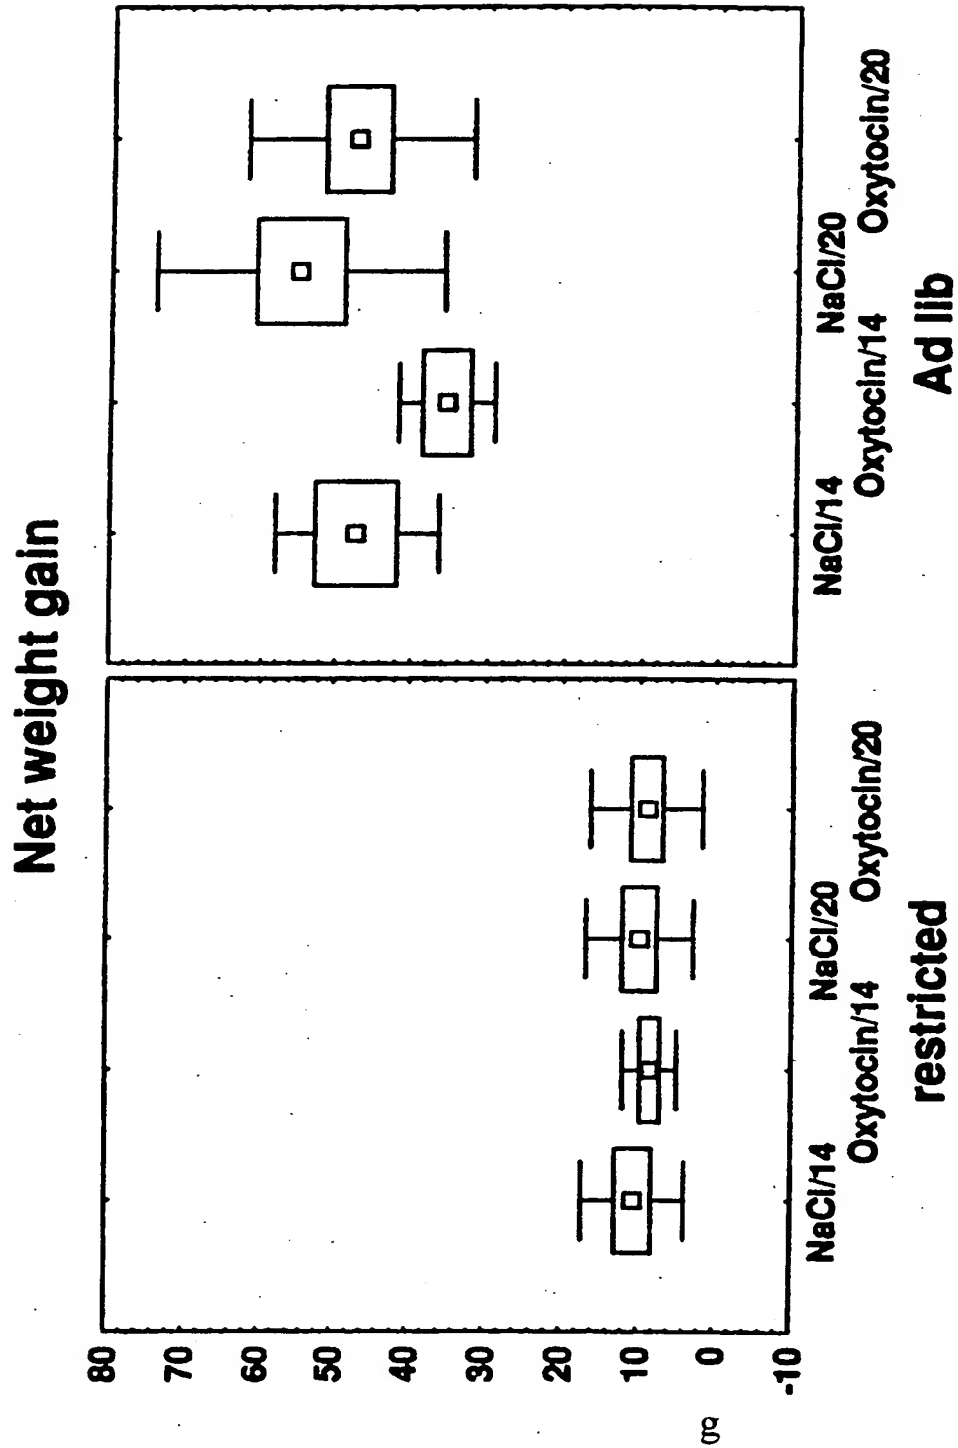 Net weight gain
80
70
60
50
40
30
20
10
0
-10
g
NaCl/14
Oxytocin/14
NaCl/20
Oxytocin/20
restricted
NaCl/14
Oxytocin/14
NaCl/20
Oxytocin/20
Ad lib